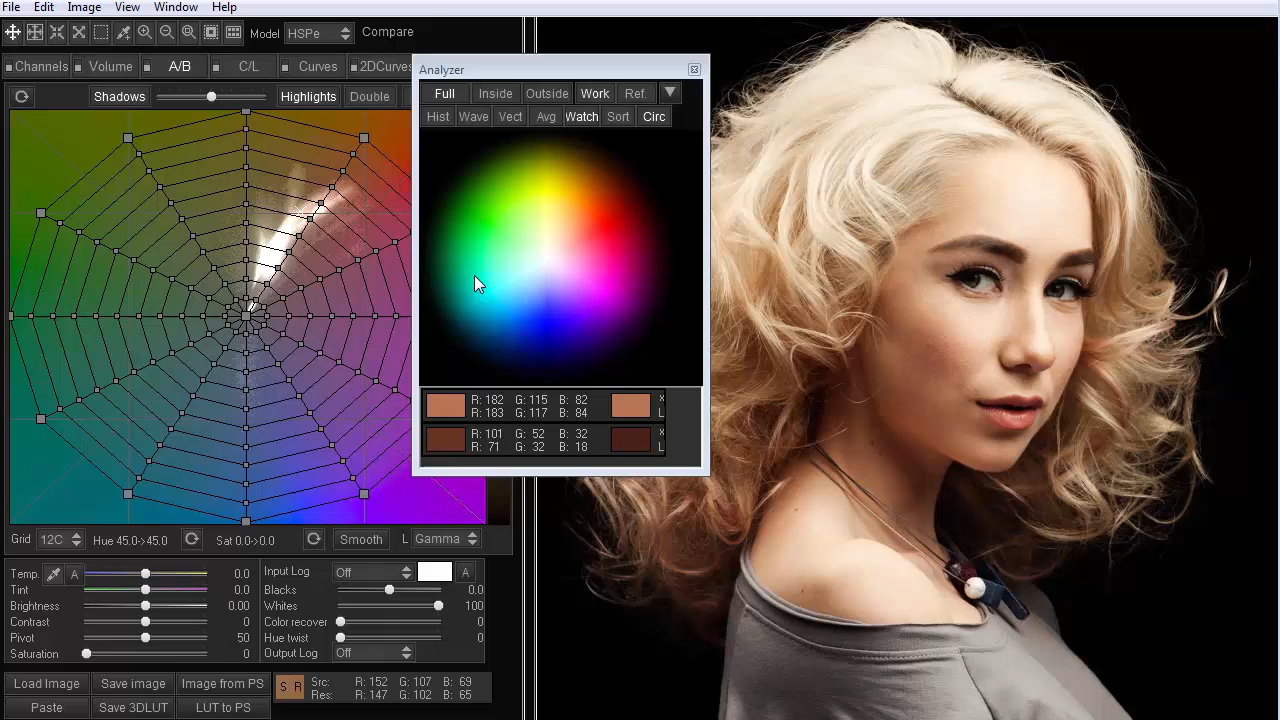 File Edit Image View Window Help
Model HSPe Compare
Channels Volume A/B C/L Curves 2DCurves
Shadows Highlights Double
Analyzer
Full Inside Outside Work Ref.
Hist Wave Vect Avg Watch Sort Circ
R: 182 G: 115 B: 82 X
R: 183 G: 117 B: 84 L
R: 101 G: 52 B: 32 X
R: 71 G: 32 B: 18 L
Grid 12C Hue 45.0->45.0 Sat 0.0->0.0 Smooth L Gamma
Temp. A 0.0
Tint 0.0
Brightness 0.00
Contrast 0
Pivot 50
Saturation 0
Input Log Off A
Blacks 0.0
Whites 100
Color recover 0
Hue twist 0
Output Log Off
Load Image Save image Image from PS
Paste Save 3DLUT LUT to PS
S R
Src: R: 152 G: 107 B: 69
Res: R: 147 G: 102 B: 65